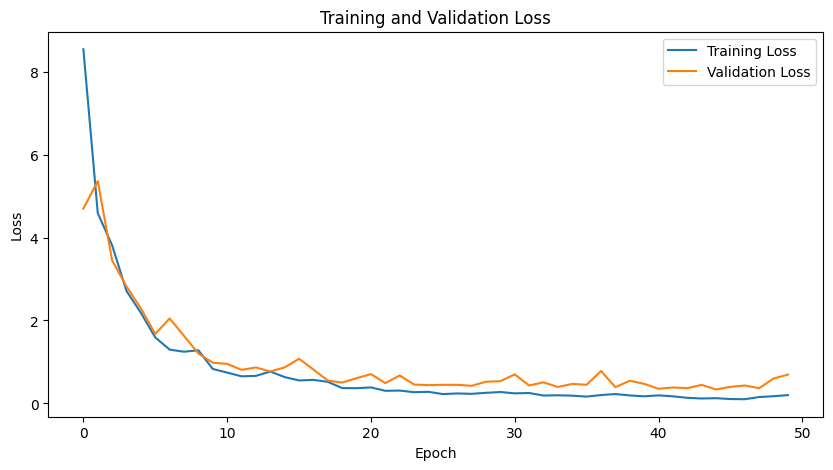 Training and Validation Loss
Training Loss
Validation Loss
8
6
4
2
0
Loss
0 10 20 30 40 50
Epoch